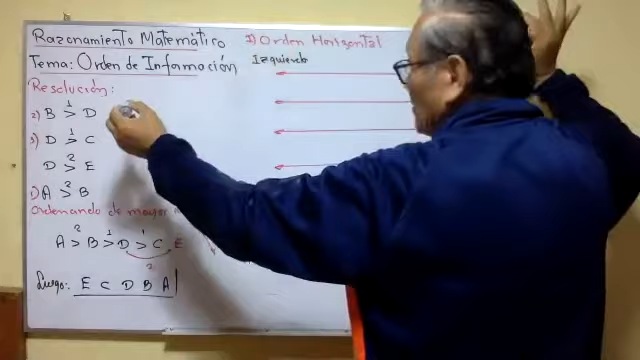 Razonamiento Matemático
Tema: Orden de Información
Resolución:
2) B 1 > D
3) D 1 > C
D 2 > E
1) A 2 > B
Ordenando de mayor
A 2 > B 1 > D 1 > C E
2
Luego: E C D B A
1) Orden Horizontal
Izquierda